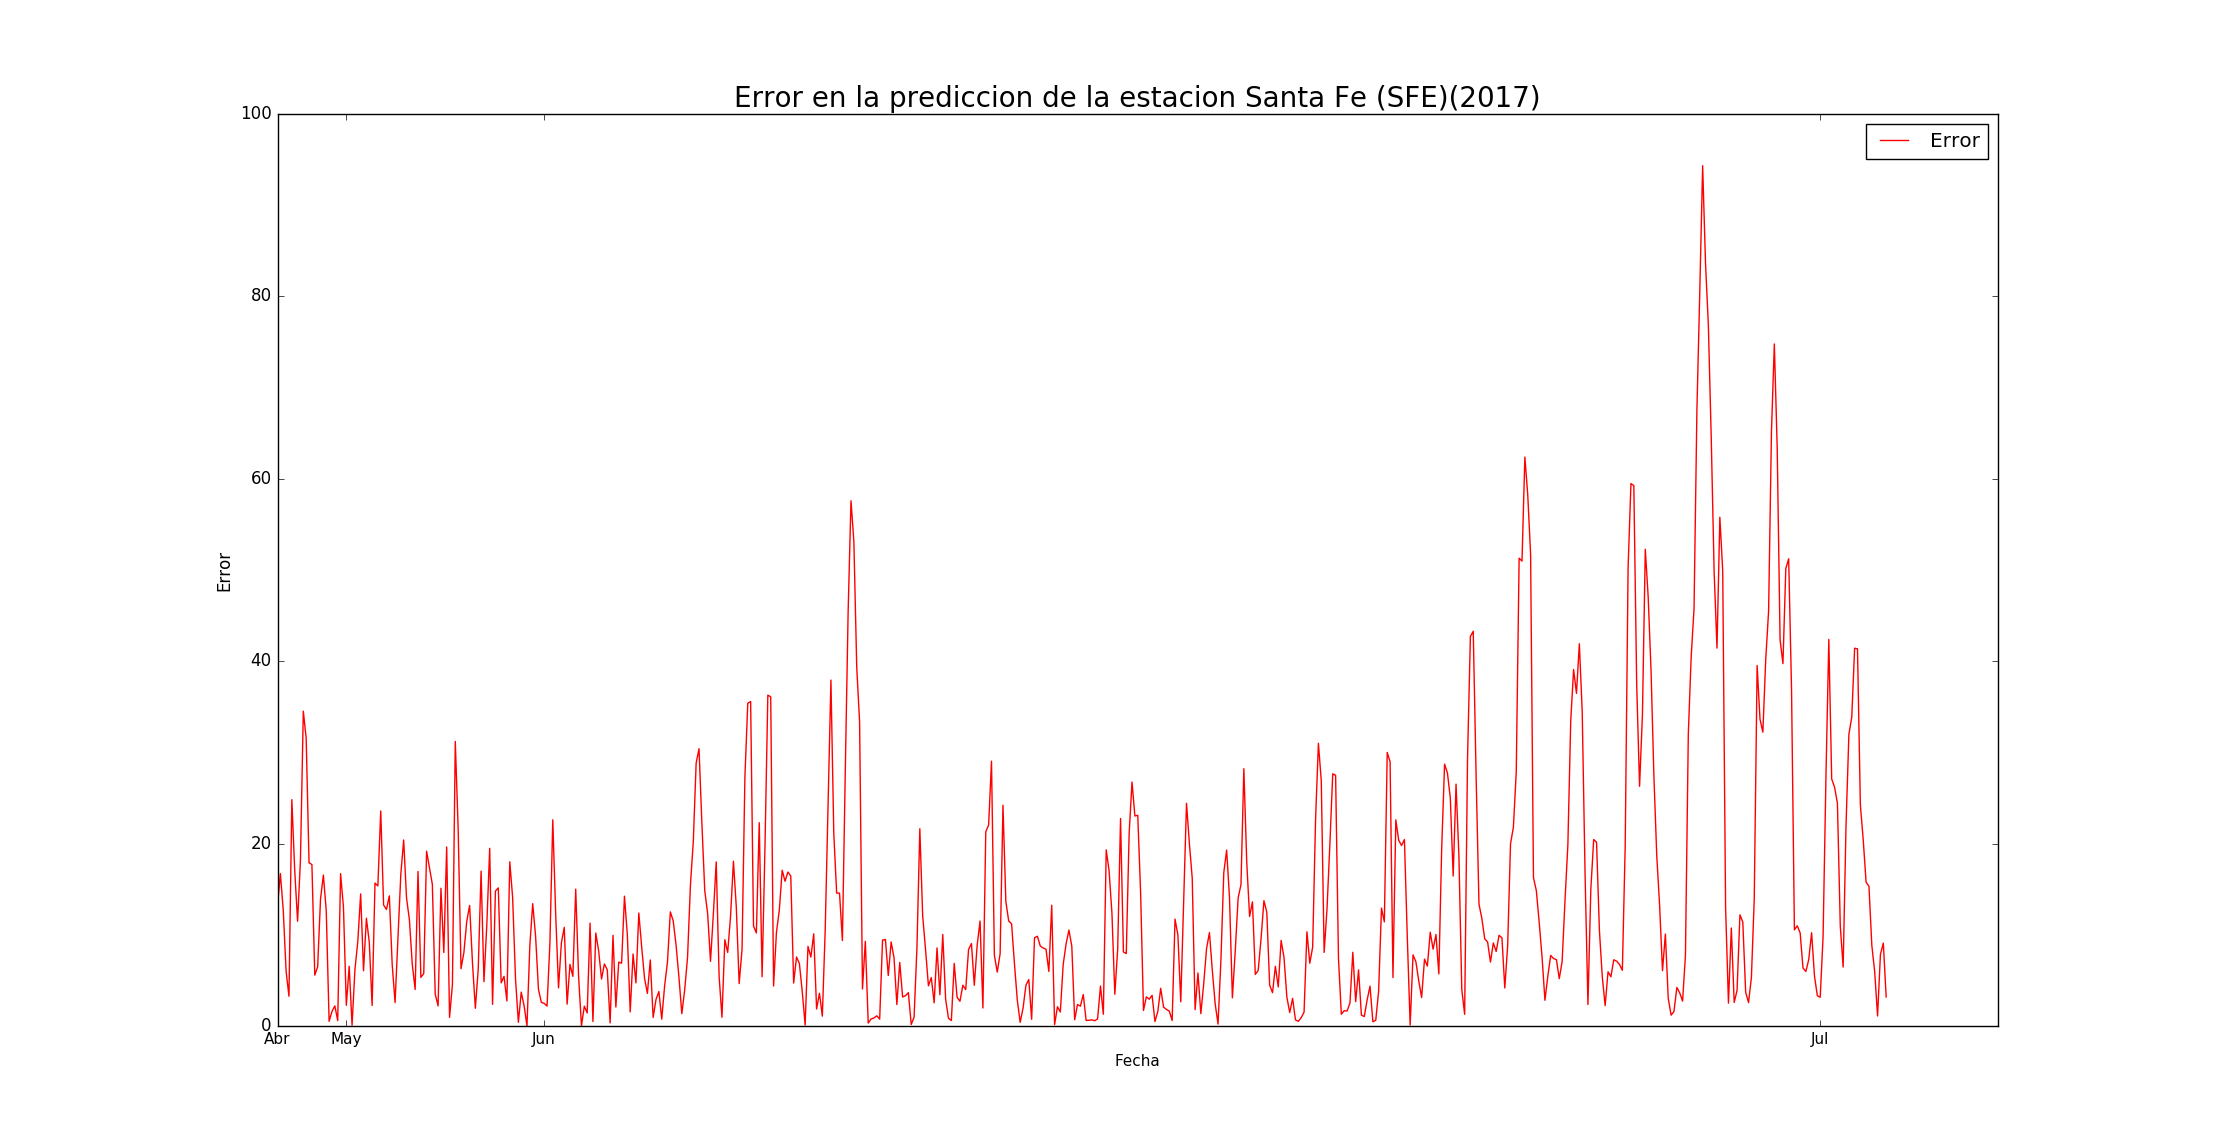 Error en la prediccion de la estacion Santa Fe (SFE)(2017)
100
Error
80
60
Error
40
20
0
Abr May Jun Jul
Fecha